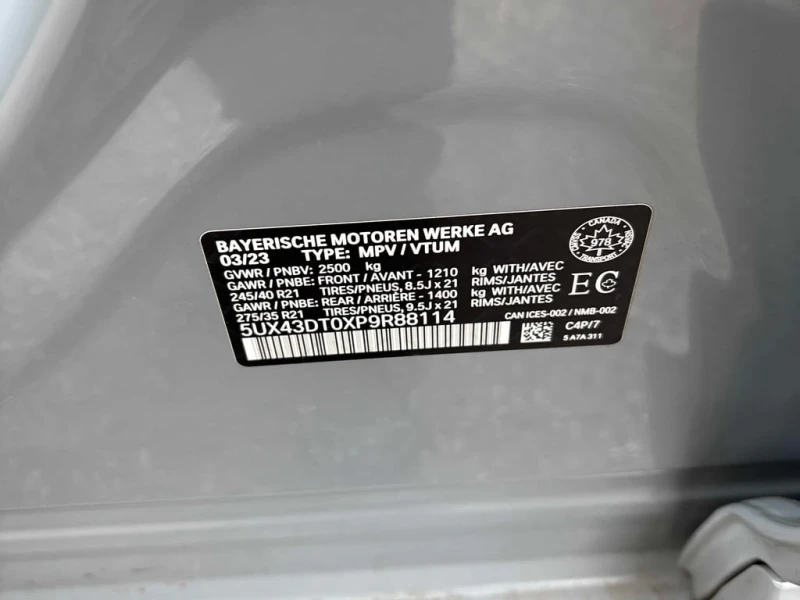 BAYERISCHE MOTOREN WERKE AG
03/23 TYPE: MPV / VTUM
GVWR / PNBV: 2500 kg
GAWR / PNBE: FRONT / AVANT - 1210 kg WITH/AVEC
245/40 R21 TIRES/PNEUS, 8.5J x 21 RIMS/JANTES
GAWR / PNBE: REAR / ARRIÈRE - 1400 kg WITH/AVEC
275/35 R21 TIRES/PNEUS, 9.5J x 21 RIMS/JANTES
5UX43DT0XP9R88114
CANADA
978
TRANSPORT
EC
CAN ICES-002 / NMB-002
C4P/7
5 A7A 311